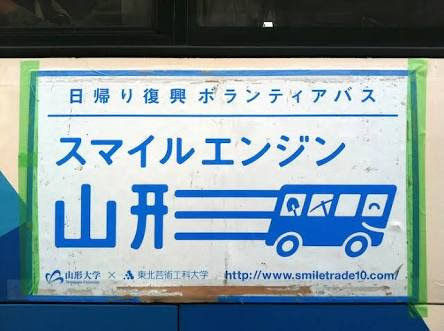 日帰り復興ボランティアバス
スマイルエンジン
山形
山形大学 × 東北芸術工科大学 http://www.smiletrade10.com/
Yamagata University